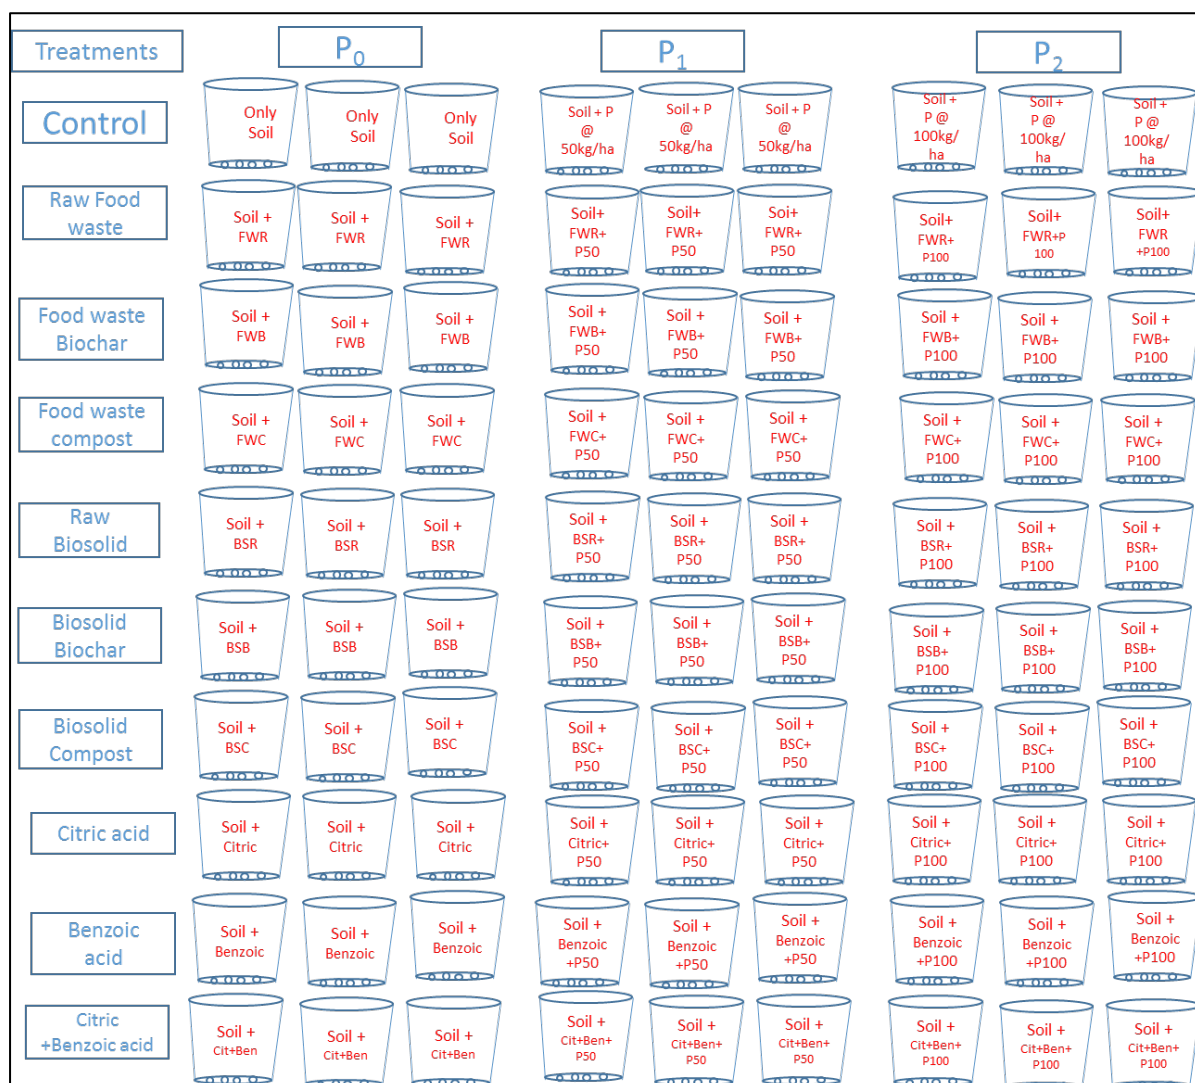 Treatments
P0
P1
P2
Control
Only
Soil
Only
Soil
Only
Soil
Soil + P
@
50kg/ha
Soil + P
@
50kg/ha
Soil + P
@
50kg/ha
Soil +
P @
100kg/
ha
Soil +
P @
100kg/
ha
Soil +
P @
100kg/
ha
Raw Food
waste
Soil +
FWR
Soil +
FWR
Soil +
FWR
Soil+
FWR+
P50
Soil+
FWR+
P50
Soi+
FWR+
P50
Soil+
FWR+
P100
Soil+
FWR+P
100
Soil+
FWR
+P100
Food waste
Biochar
Soil +
FWB
Soil +
FWB
Soil +
FWB
Soil +
FWB+
P50
Soil +
FWB+
P50
Soil +
FWB+
P50
Soil +
FWB+
P100
Soil +
FWB+
P100
Soil +
FWB+
P100
Food waste
compost
Soil +
FWC
Soil +
FWC
Soil +
FWC
Soil +
FWC+
P50
Soil +
FWC+
P50
Soil +
FWC+
P50
Soil +
FWC+
P100
Soil +
FWC+
P100
Soil +
FWC+
P100
Raw
Biosolid
Soil +
BSR
Soil +
BSR
Soil +
BSR
Soil +
BSR+
P50
Soil +
BSR+
P50
Soil +
BSR+
P50
Soil +
BSR+
P100
Soil +
BSR+
P100
Soil +
BSR+
P100
Biosolid
Biochar
Soil +
BSB
Soil +
BSB
Soil +
BSB
Soil +
BSB+
P50
Soil +
BSB+
P50
Soil +
BSB+
P50
Soil +
BSB+
P100
Soil +
BSB+
P100
Soil +
BSB+
P100
Biosolid
Compost
Soil +
BSC
Soil +
BSC
Soil +
BSC
Soil +
BSC+
P50
Soil +
BSC+
P50
Soil +
BSC+
P50
Soil +
BSC+
P100
Soil +
BSC+
P100
Soil +
BSC+
P100
Citric acid
Soil +
Citric
Soil +
Citric
Soil +
Citric
Soil +
Citric+
P50
Soil +
Citric+
P50
Soil +
Citric+
P50
Soil +
Citric+
P100
Soil +
Citric+
P100
Soil +
Citric+
P100
Benzoic
acid
Soil +
Benzoic
Soil +
Benzoic
Soil +
Benzoic
Soil +
Benzoic
+P50
Soil +
Benzoic
+P50
Soil +
Benzoic
+P50
Soil +
Benzoic
+P100
Soil +
Benzoic
+P100
Soil +
Benzoic
+P100
Citric
+Benzoic acid
Soil +
Cit+Ben
Soil +
Cit+Ben
Soil +
Cit+Ben
Soil +
Cit+Ben+
P50
Soil +
Cit+Ben+
P50
Soil +
Cit+Ben+
P50
Soil +
Cit+Ben+
P100
Soil +
Cit+Ben+
P100
Soil +
Cit+Ben+
P100